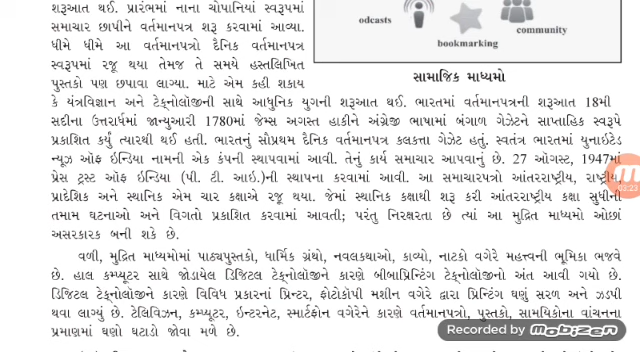 શરૂઆત થઈ. પ્રારંભમાં નાના ચોપાનિયાં સ્વરૂપમાં
સમાચાર છાપીને વર્તમાનપત્ર શરૂ કરવામાં આવ્યા.
ધીમે ધીમે આ વર્તમાનપત્રો દૈનિક વર્તમાનપત્ર
સ્વરૂપમાં રજૂ થયા તેમજ તે સમયે હસ્તલિખિત
પુસ્તકો પણ છપાવા લાગ્યા. માટે એમ કહી શકાય
odcasts
bookmarking
community
સામાજિક માધ્યમો
કે યંત્રવિજ્ઞાન અને ટેક્નોલૉજીની સાથે આધુનિક યુગની શરૂઆત થઈ. ભારતમાં વર્તમાનપત્રની શરૂઆત 18મી
સદીના ઉત્તરાર્ધમાં જાન્યુઆરી 1780માં જેમ્સ અગસ્ત હાકીને અંગ્રેજી ભાષામાં બંગાળ ગેઝેટને સાપ્તાહિક સ્વરૂપે
પ્રકાશિત કર્યું ત્યારથી થઈ હતી. ભારતનું સૌપ્રથમ દૈનિક વર્તમાનપત્ર કલકત્તા ગેઝેટ હતું. સ્વતંત્ર ભારતમાં યુનાઇટેડ
ન્યૂઝ ઑફ ઇન્ડિયા નામની એક કંપની સ્થાપવામાં આવી. તેનું કાર્ય સમાચાર આપવાનું છે. 27 ઑગસ્ટ, 1947માં
પ્રેસ ટ્રસ્ટ ઑફ ઇન્ડિયા (પી. ટી. આઇ.)ની સ્થાપના કરવામાં આવી. આ સમાચારપત્રો આંતરરાષ્ટ્રીય, રાષ્ટ્રીય,
પ્રાદેશિક અને સ્થાનિક એમ ચાર કક્ષાએ રજૂ થયા. જેમાં સ્થાનિક કક્ષાથી શરૂ કરી આંતરરાષ્ટ્રીય કક્ષા સુધીની
તમામ ઘટનાઓ અને વિગતો પ્રકાશિત કરવામાં આવતી; પરંતુ નિરક્ષરતા છે ત્યાં આ મુદ્રિત માધ્યમો ઓછાં
અસરકારક બની શકે છે.
03:23
વળી, મુદ્રિત માધ્યમોમાં પાઠ્યપુસ્તકો, ધાર્મિક ગ્રંથો, નવલકથાઓ, કાવ્યો, નાટકો વગેરે મહત્ત્વની ભૂમિકા ભજવે
છે. હાલ કમ્પ્યૂટર સાથે જોડાયેલ ડિજિટલ ટેક્નોલૉજીને કારણે બીબાપ્રિન્ટિંગ ટેક્નોલૉજીનો અંત આવી ગયો છે.
ડિજિટલ ટેક્નોલૉજીને કારણે વિવિધ પ્રકારનાં પ્રિન્ટર, ફોટોકૉપી મશીન વગેરે દ્વારા પ્રિન્ટિંગ ઘણું સરળ અને ઝડપી
થવા લાગ્યું છે. ટેલિવિઝન, કમ્પ્યૂટર, ઇન્ટરનેટ, સ્માર્ટફોન વગેરેને કારણે વર્તમાનપત્રો, પુસ્તકો, સામયિકોના વાંચનના
પ્રમાણમાં ઘણો ઘટાડો જોવા મળે છે.
Recorded by MOBIZEN